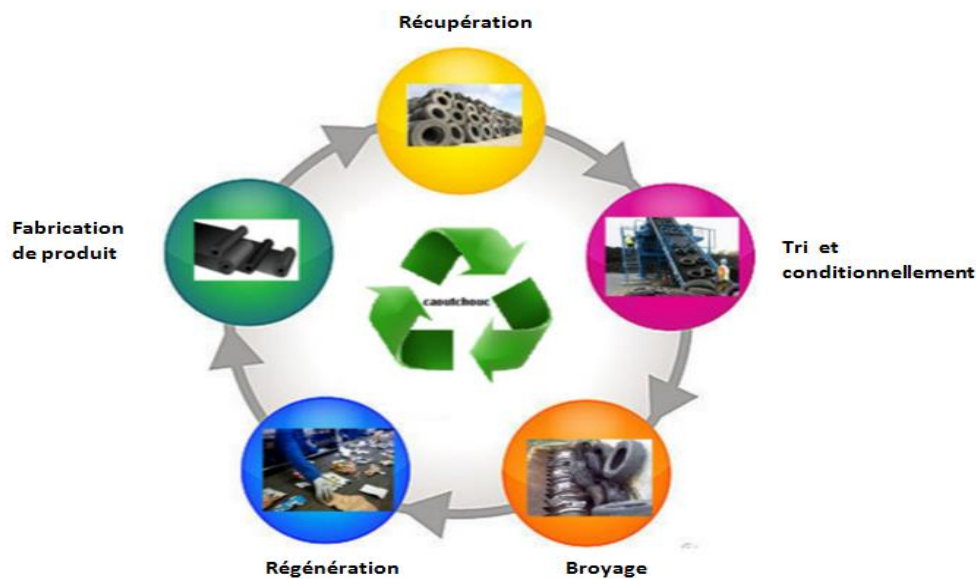 Récupération
Tri et
conditionnellement
Broyage
Régénération
Fabrication
de produit
caoutchouc